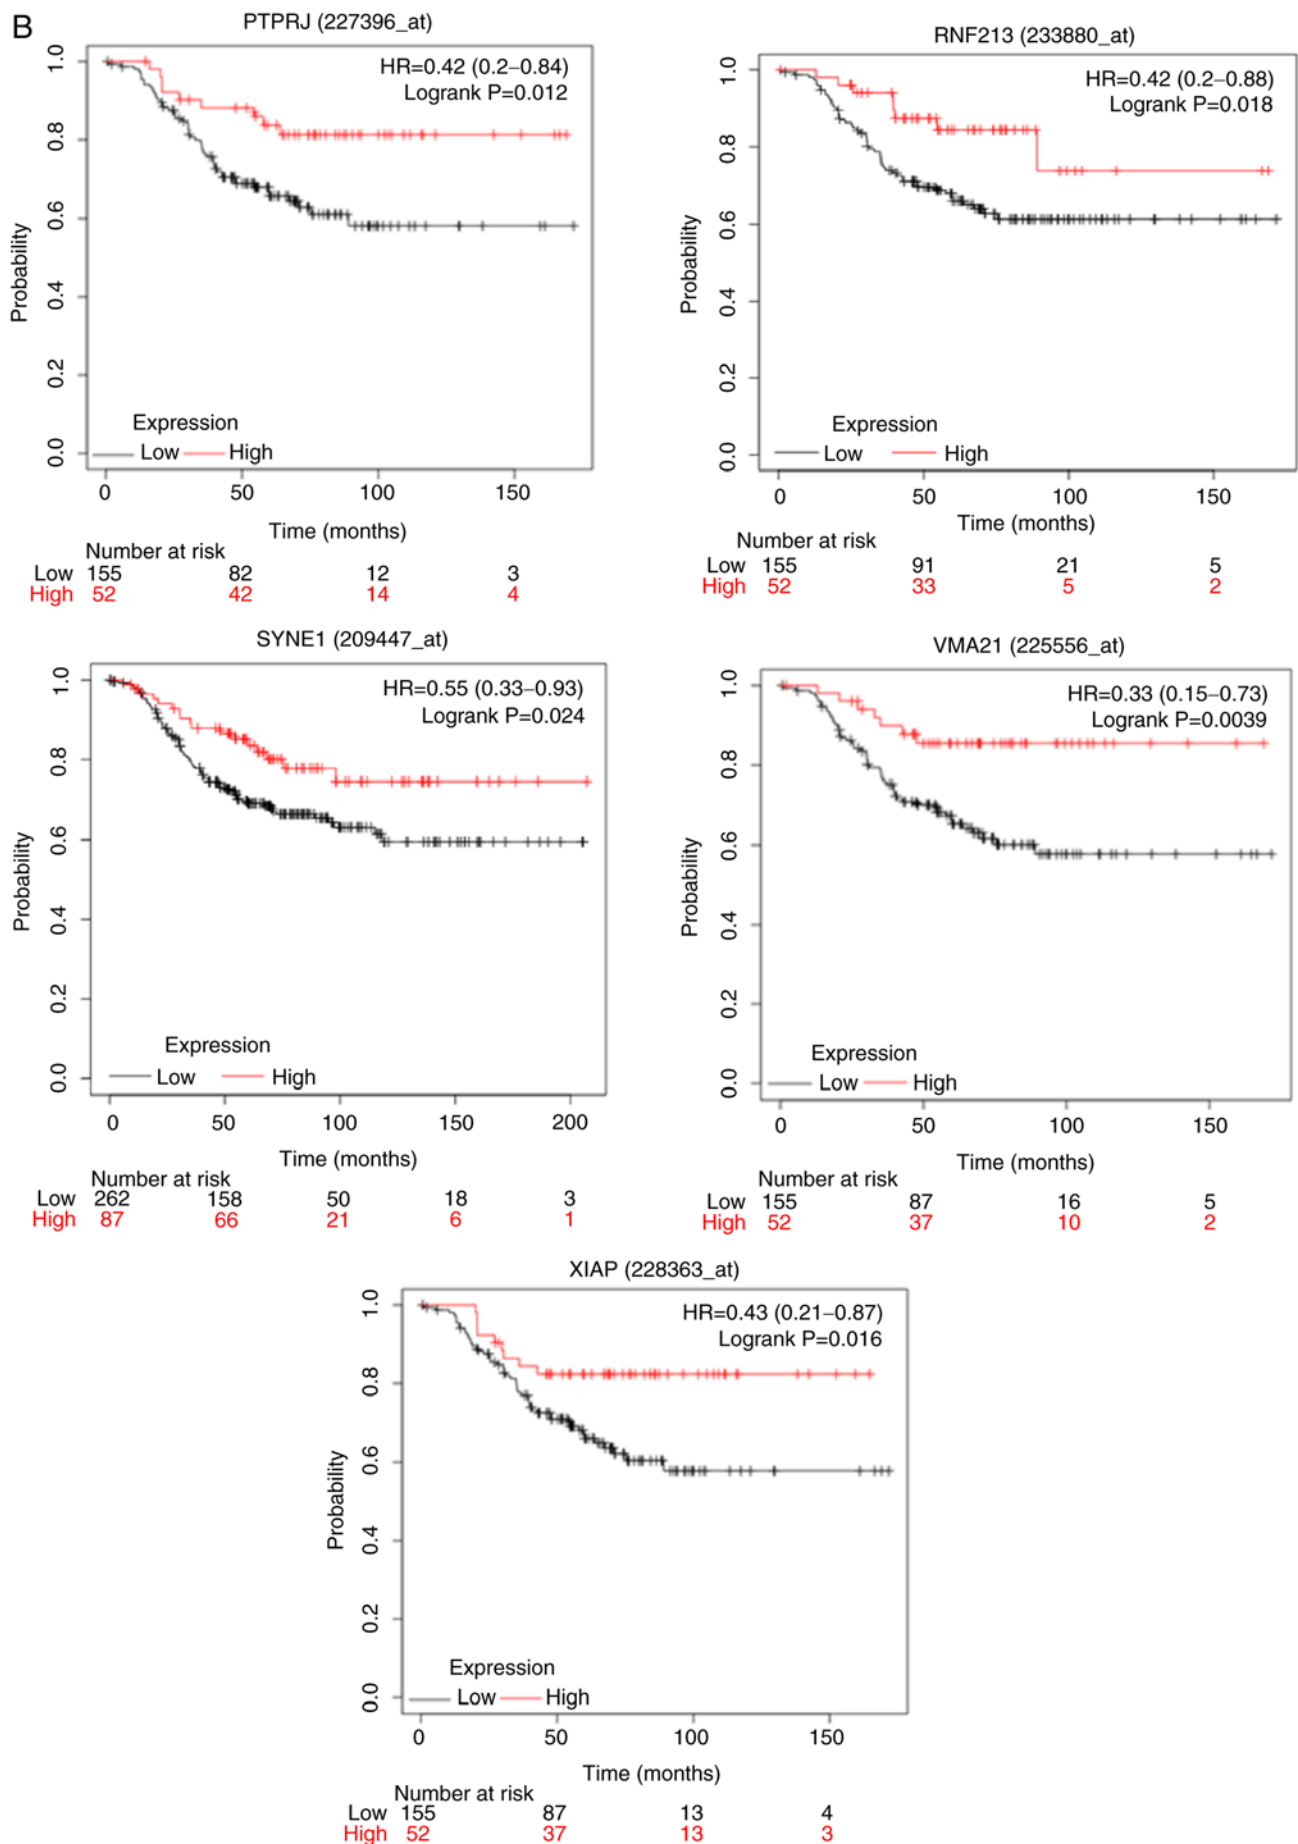 B
PTPRJ (227396_at)
HR=0.42 (0.2–0.84)
Logrank P=0.012
Probability
1.0
0.8
0.6
0.4
0.2
0.0
Expression
Low High
0 50 100 150
Time (months)
Number at risk
Low 155 82 12 3
High 52 42 14 4
RNF213 (233880_at)
HR=0.42 (0.2–0.88)
Logrank P=0.018
Probability
1.0
0.8
0.6
0.4
0.2
0.0
Expression
Low High
0 50 100 150
Time (months)
Number at risk
Low 155 91 21 5
High 52 33 5 2
SYNE1 (209447_at)
HR=0.55 (0.33–0.93)
Logrank P=0.024
Probability
1.0
0.8
0.6
0.4
0.2
0.0
Expression
Low High
0 50 100 150 200
Time (months)
Number at risk
Low 262 158 50 18 3
High 87 66 21 6 1
VMA21 (225556_at)
HR=0.33 (0.15–0.73)
Logrank P=0.0039
Probability
1.0
0.8
0.6
0.4
0.2
0.0
Expression
Low High
0 50 100 150
Time (months)
Number at risk
Low 155 87 16 5
High 52 37 10 2
XIAP (228363_at)
HR=0.43 (0.21–0.87)
Logrank P=0.016
Probability
1.0
0.8
0.6
0.4
0.2
0.0
Expression
Low High
0 50 100 150
Time (months)
Number at risk
Low 155 87 13 4
High 52 37 13 3